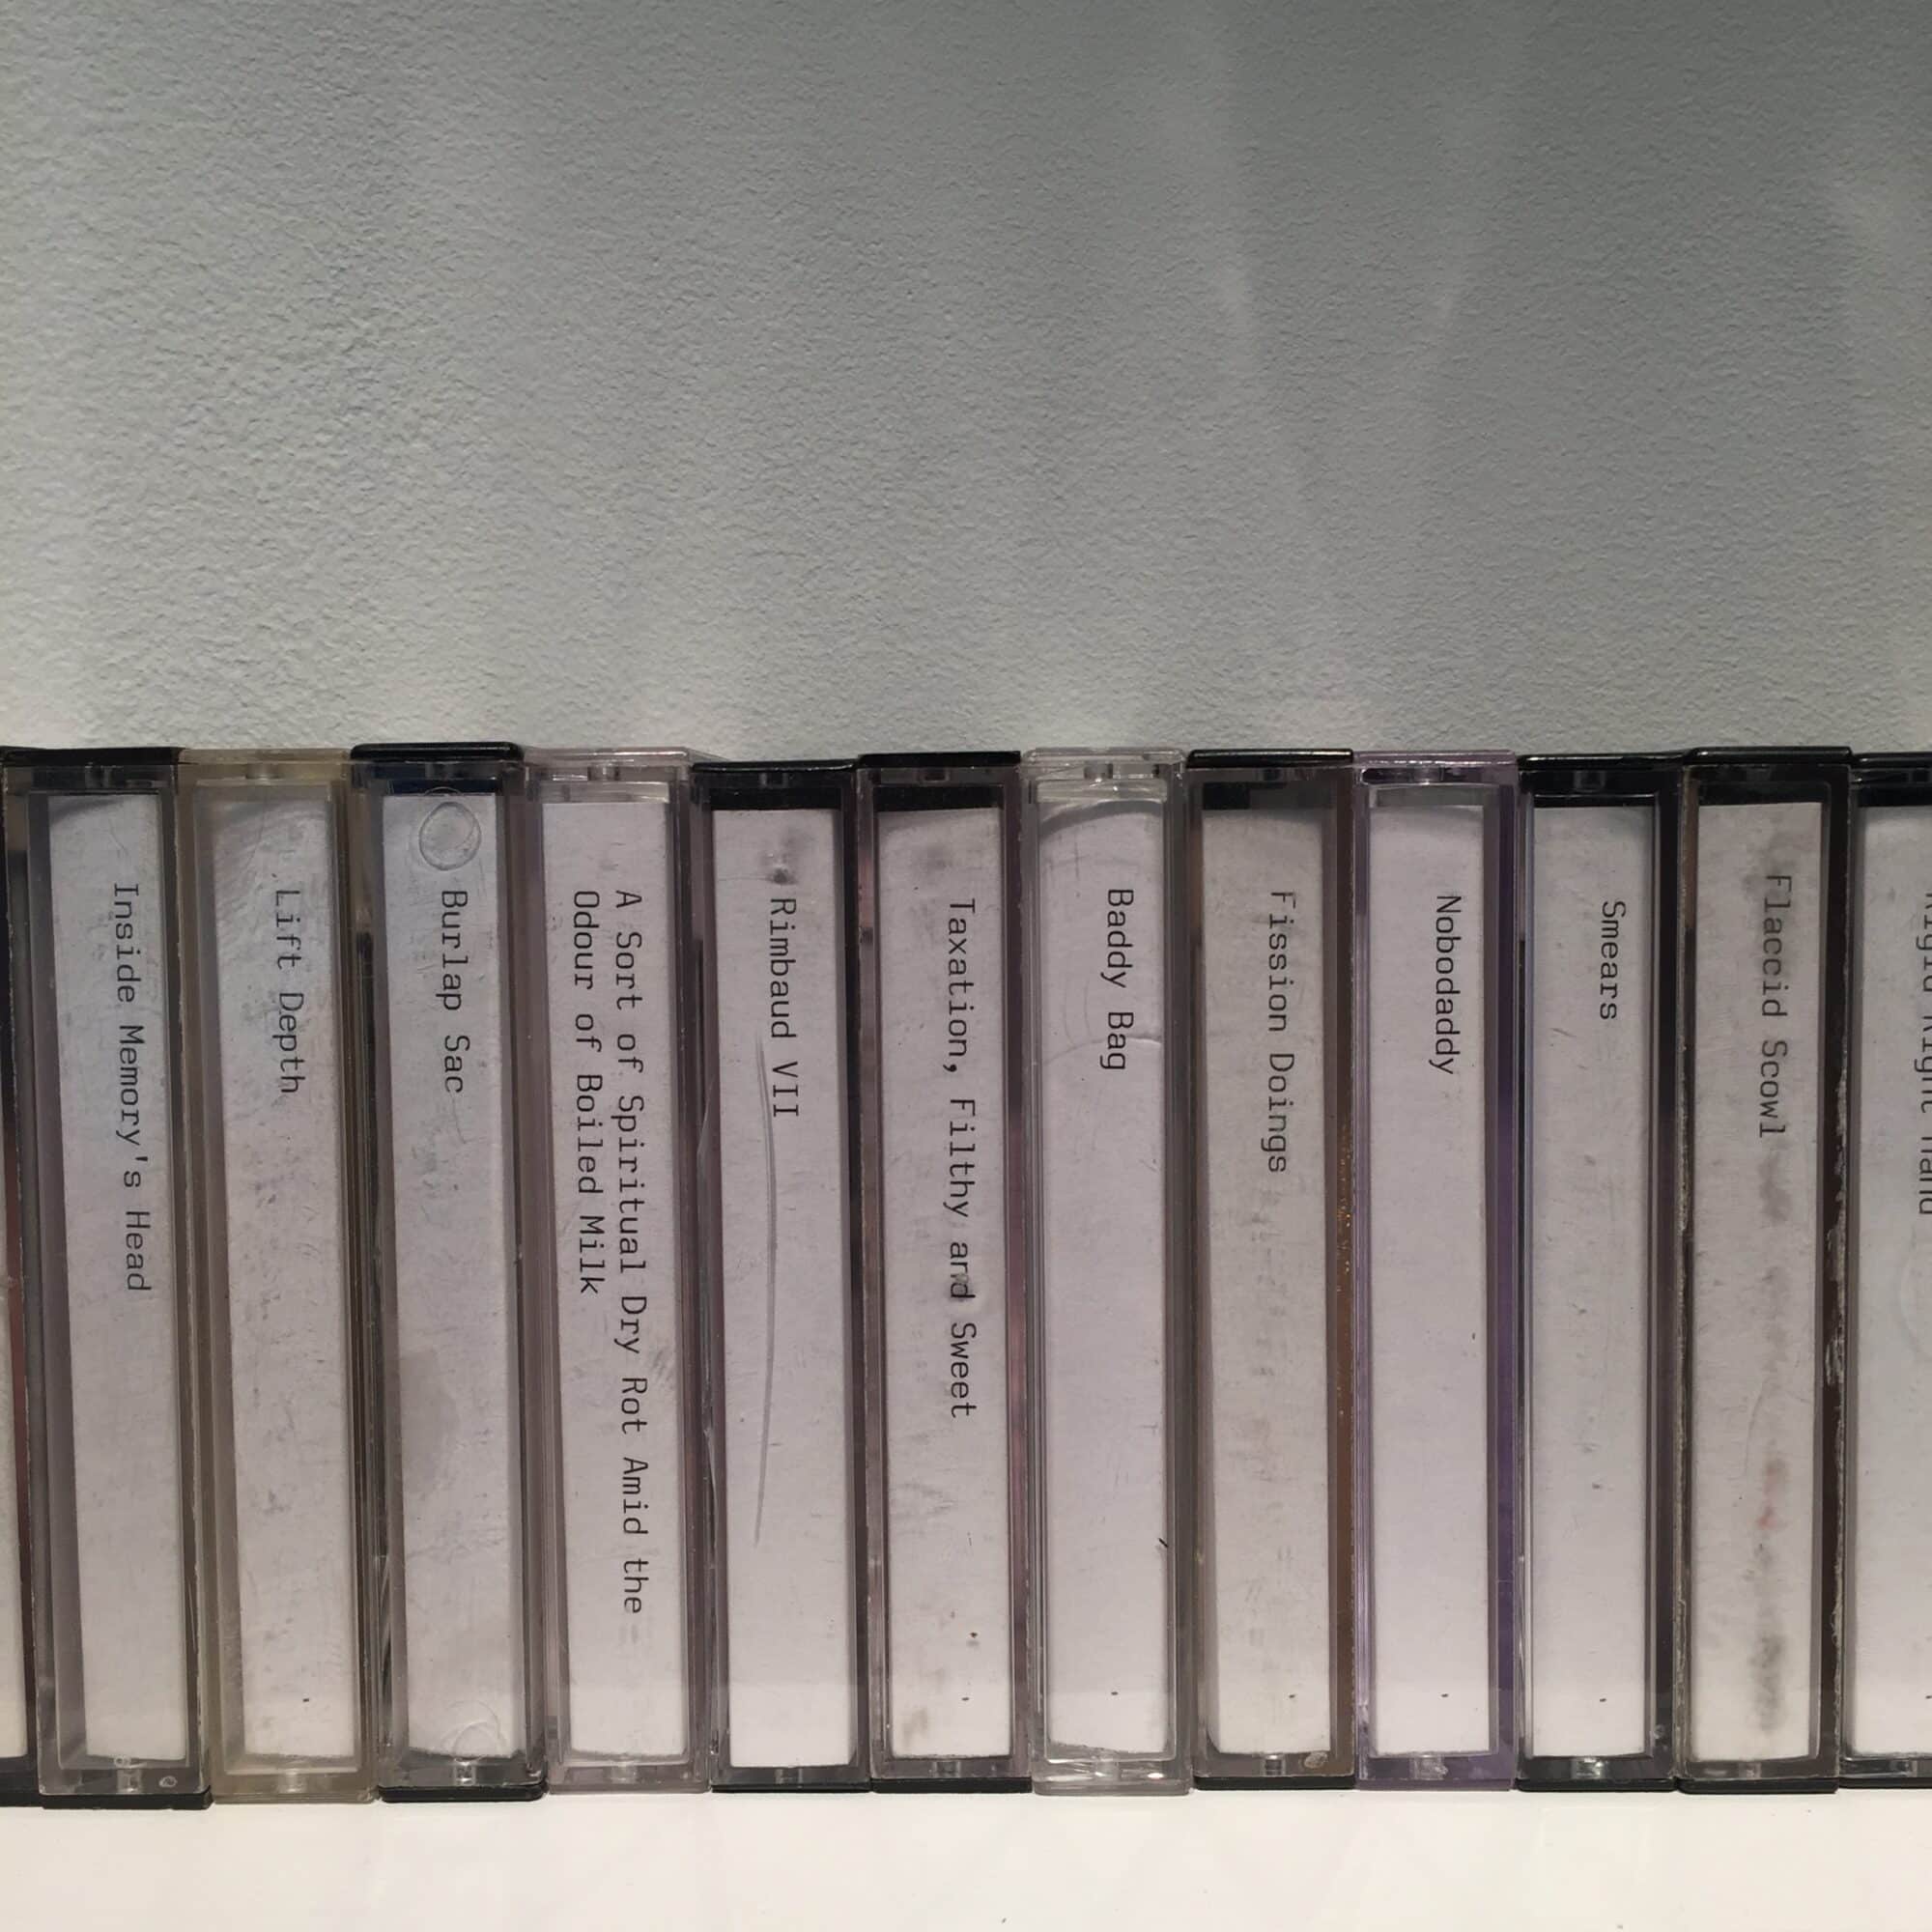 Inside Memory's Head
Lift Depth
Burlap Sac
A Sort of Spiritual Dry Rot Amid the
Odour of Boiled Milk
Rimbaud VII
Taxation, Filthy and Sweet
Baddy Bag
Fission Doings
Nobodaddy
Smears
Flaccid Scowl